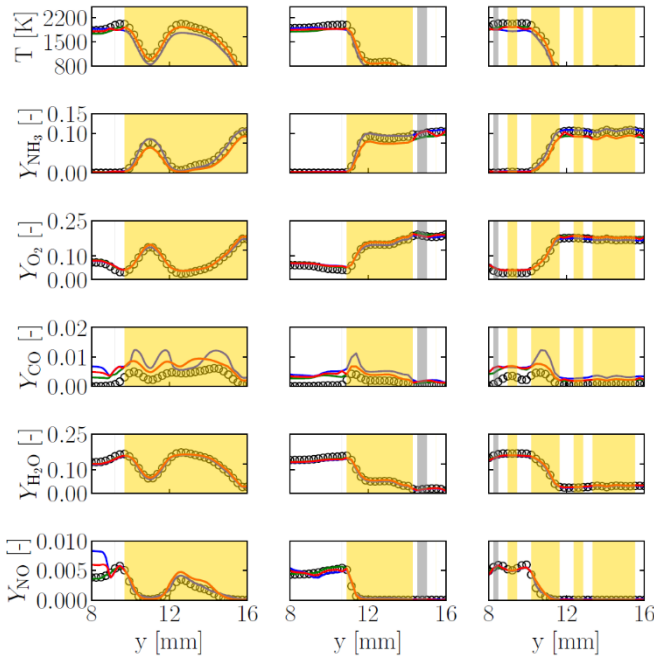 T [K]
2200
1500
800
Y_NH₃ [-]
0.15
0.10
0.00
Y_O₂ [-]
0.25
0.10
0.00
Y_CO [-]
0.02
0.01
0.00
Y_H₂O [-]
0.25
0.10
0.00
Y_NO [-]
0.010
0.005
0.000
8 12 16 8 12 16 8 12 16
y [mm] y [mm] y [mm]